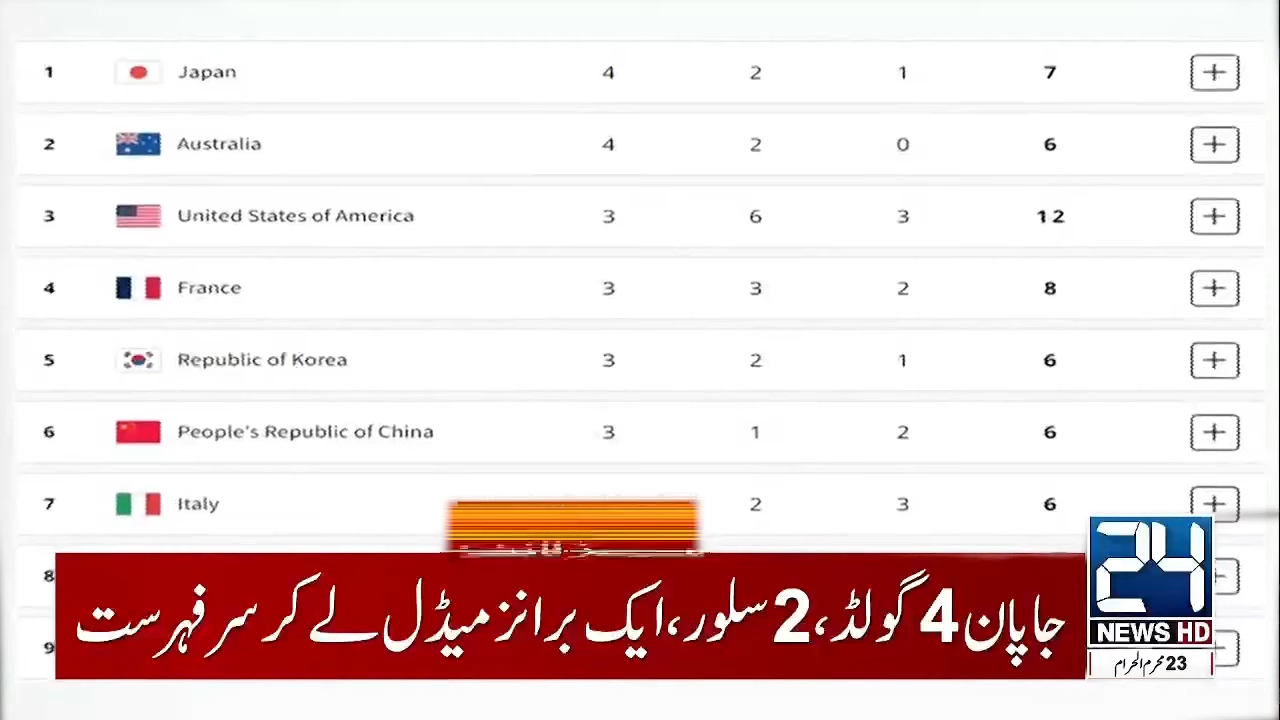 1 Japan 4 2 1 7
2 Australia 4 2 0 6
3 United States of America 3 6 3 12
4 France 3 3 2 8
5 Republic of Korea 3 2 1 6
6 People's Republic of China 3 1 2 6
7 Italy 2 3 6
8
9
جاپان 4 گولڈ، 2 سلور، ایک برانز میڈل لے کر سرفہرست
24
NEWS HD
23 محرم الحرام